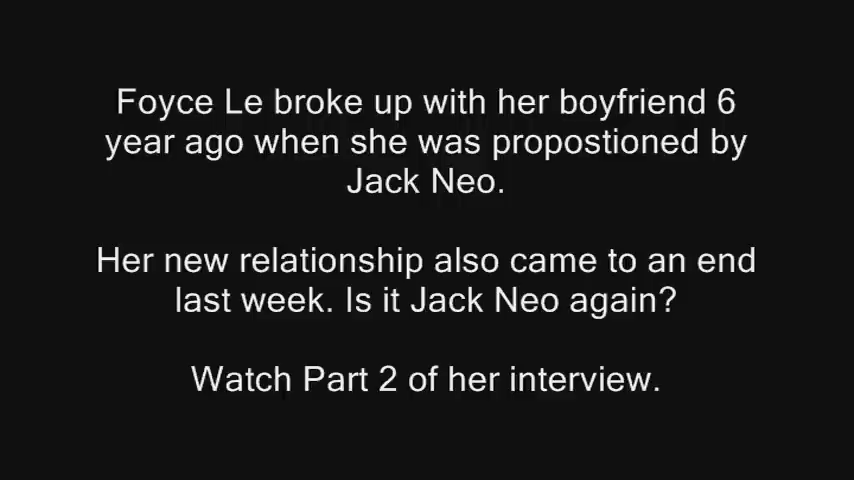 Foyce Le broke up with her boyfriend 6
year ago when she was propostioned by
Jack Neo.
Her new relationship also came to an end
last week. Is it Jack Neo again?
Watch Part 2 of her interview.